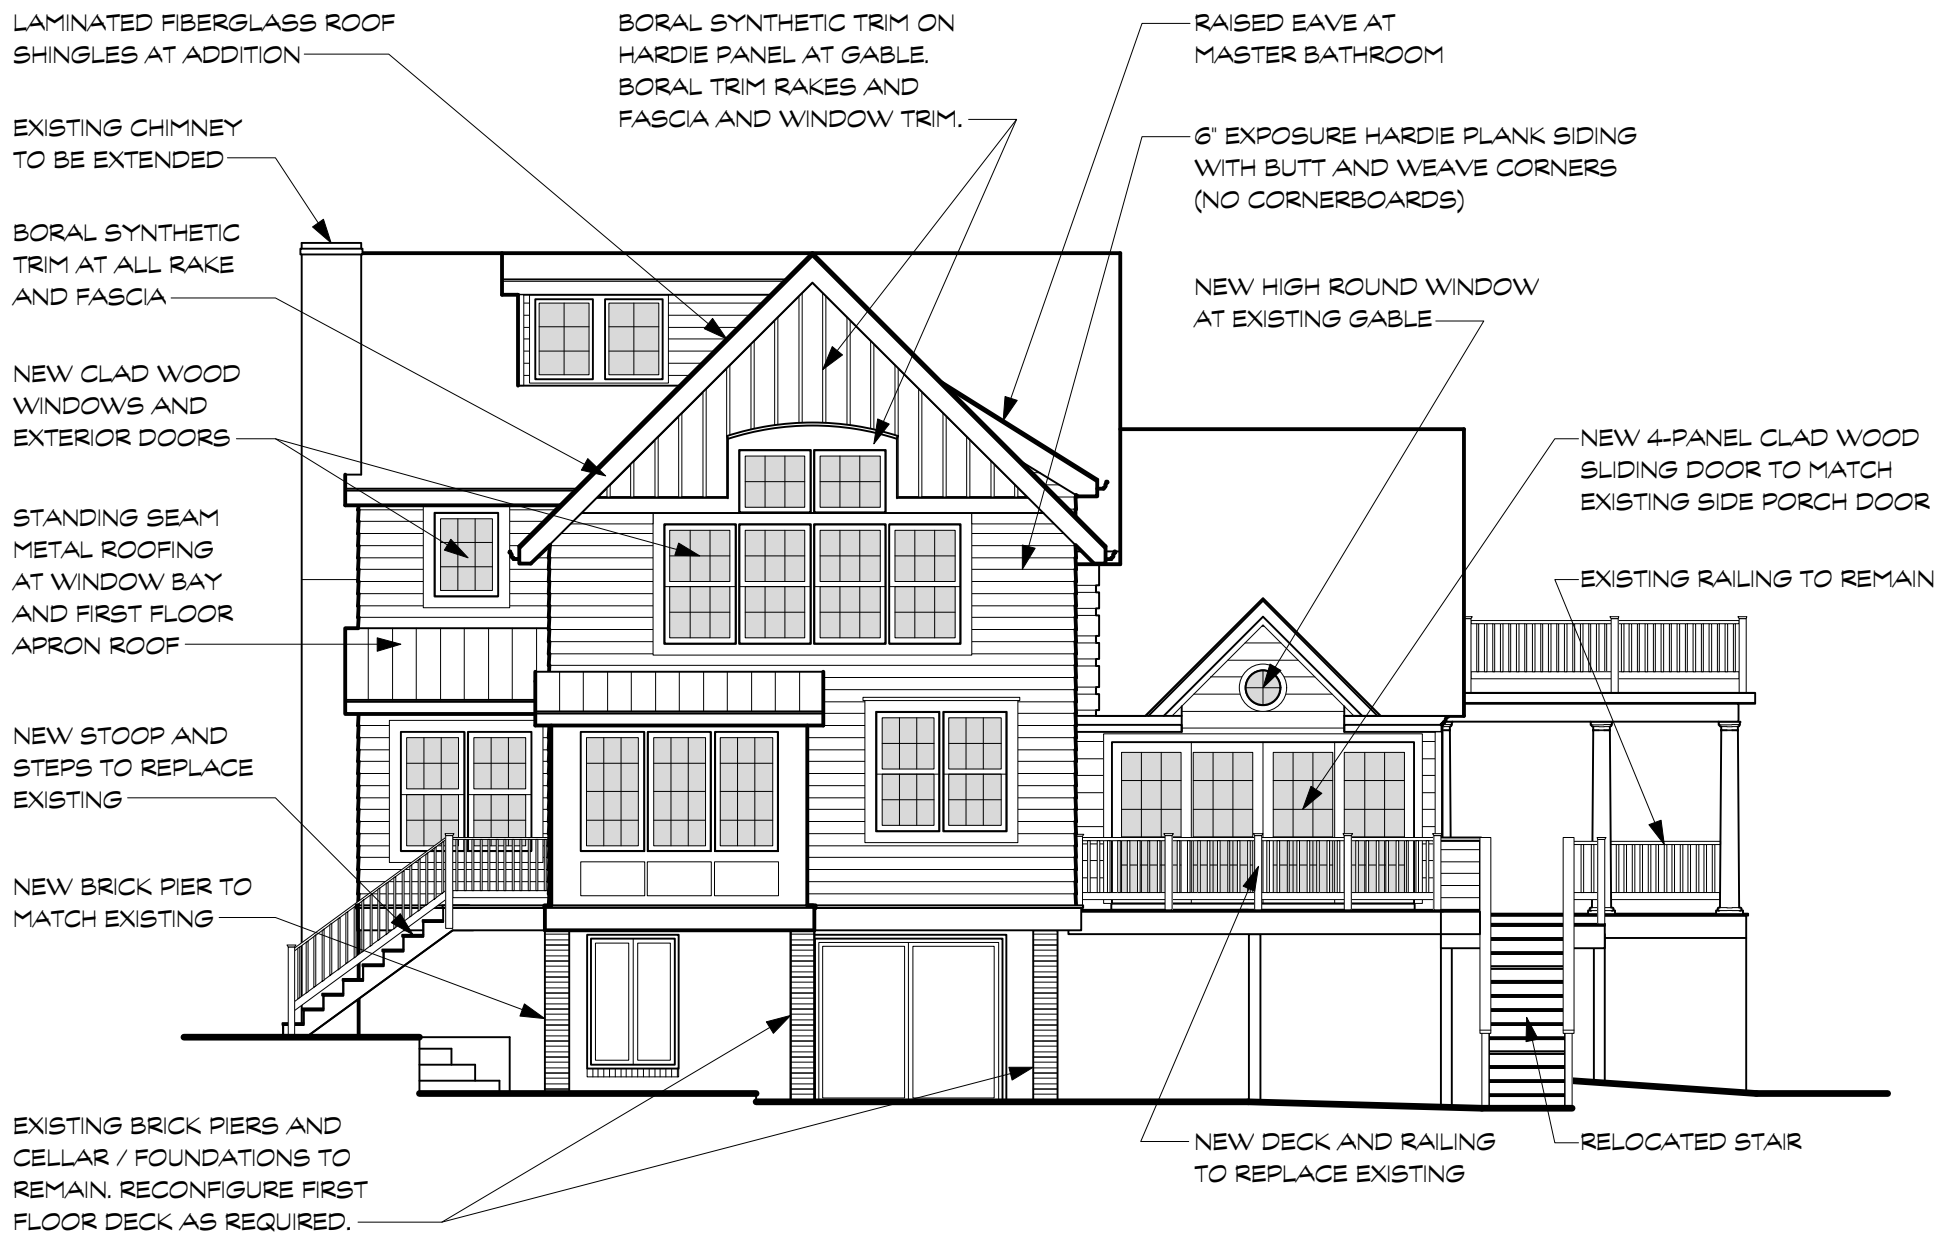 LAMINATED FIBERGLASS ROOF
SHINGLES AT ADDITION
EXISTING CHIMNEY
TO BE EXTENDED
BORAL SYNTHETIC
TRIM AT ALL RAKE
AND FASCIA
NEW CLAD WOOD
WINDOWS AND
EXTERIOR DOORS
STANDING SEAM
METAL ROOFING
AT WINDOW BAY
AND FIRST FLOOR
APRON ROOF
NEW STOOP AND
STEPS TO REPLACE
EXISTING
NEW BRICK PIER TO
MATCH EXISTING
EXISTING BRICK PIERS AND
CELLAR / FOUNDATIONS TO
REMAIN. RECONFIGURE FIRST
FLOOR DECK AS REQUIRED.
BORAL SYNTHETIC TRIM ON
HARDIE PANEL AT GABLE.
BORAL TRIM RAKES AND
FASCIA AND WINDOW TRIM.
RAISED EAVE AT
MASTER BATHROOM
6" EXPOSURE HARDIE PLANK SIDING
WITH BUTT AND WEAVE CORNERS
(NO CORNERBOARDS)
NEW HIGH ROUND WINDOW
AT EXISTING GABLE
NEW 4-PANEL CLAD WOOD
SLIDING DOOR TO MATCH
EXISTING SIDE PORCH DOOR
EXISTING RAILING TO REMAIN
NEW DECK AND RAILING
TO REPLACE EXISTING
RELOCATED STAIR